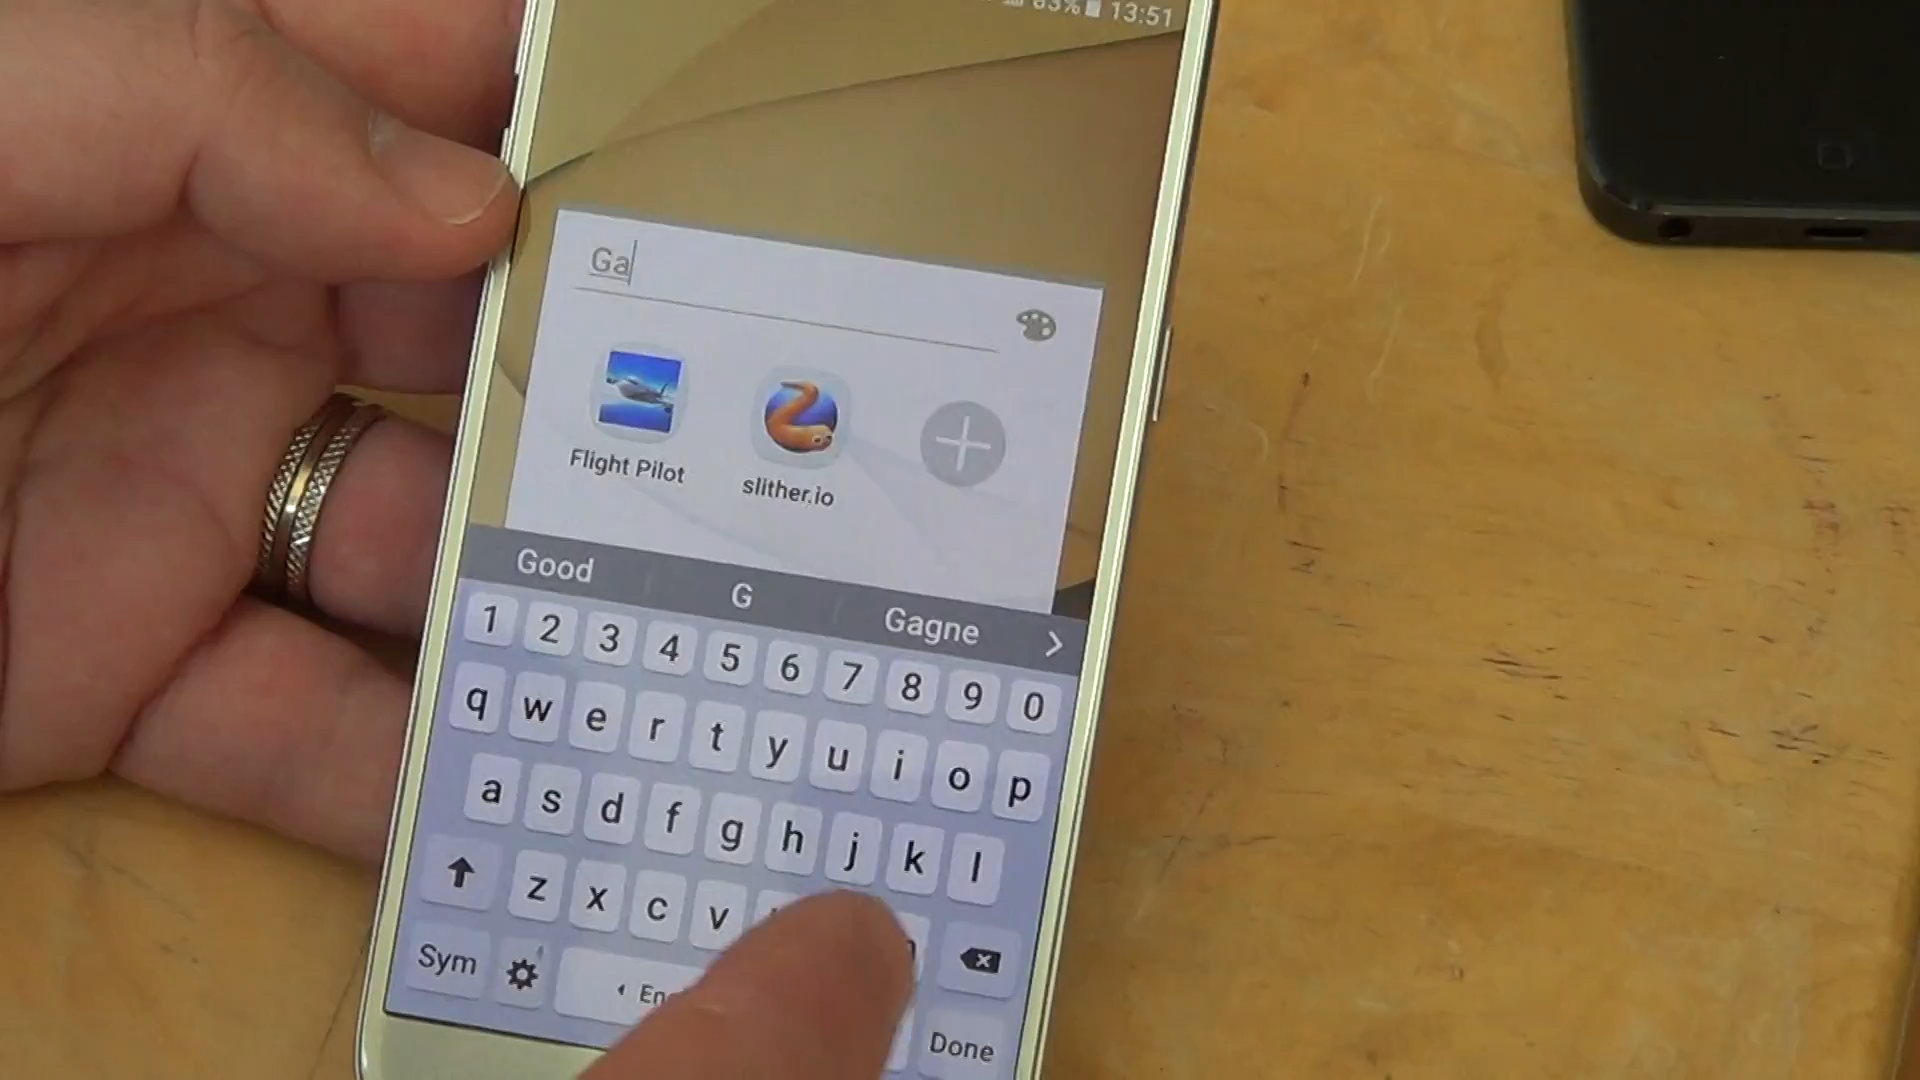 83% 13:51
Ga
Flight Pilot
slither.io
Good G Gagne
1 2 3 4 5 6 7 8 9 0
q w e r t y u i o p
a s d f g h j k l
z x c v
Sym
Done